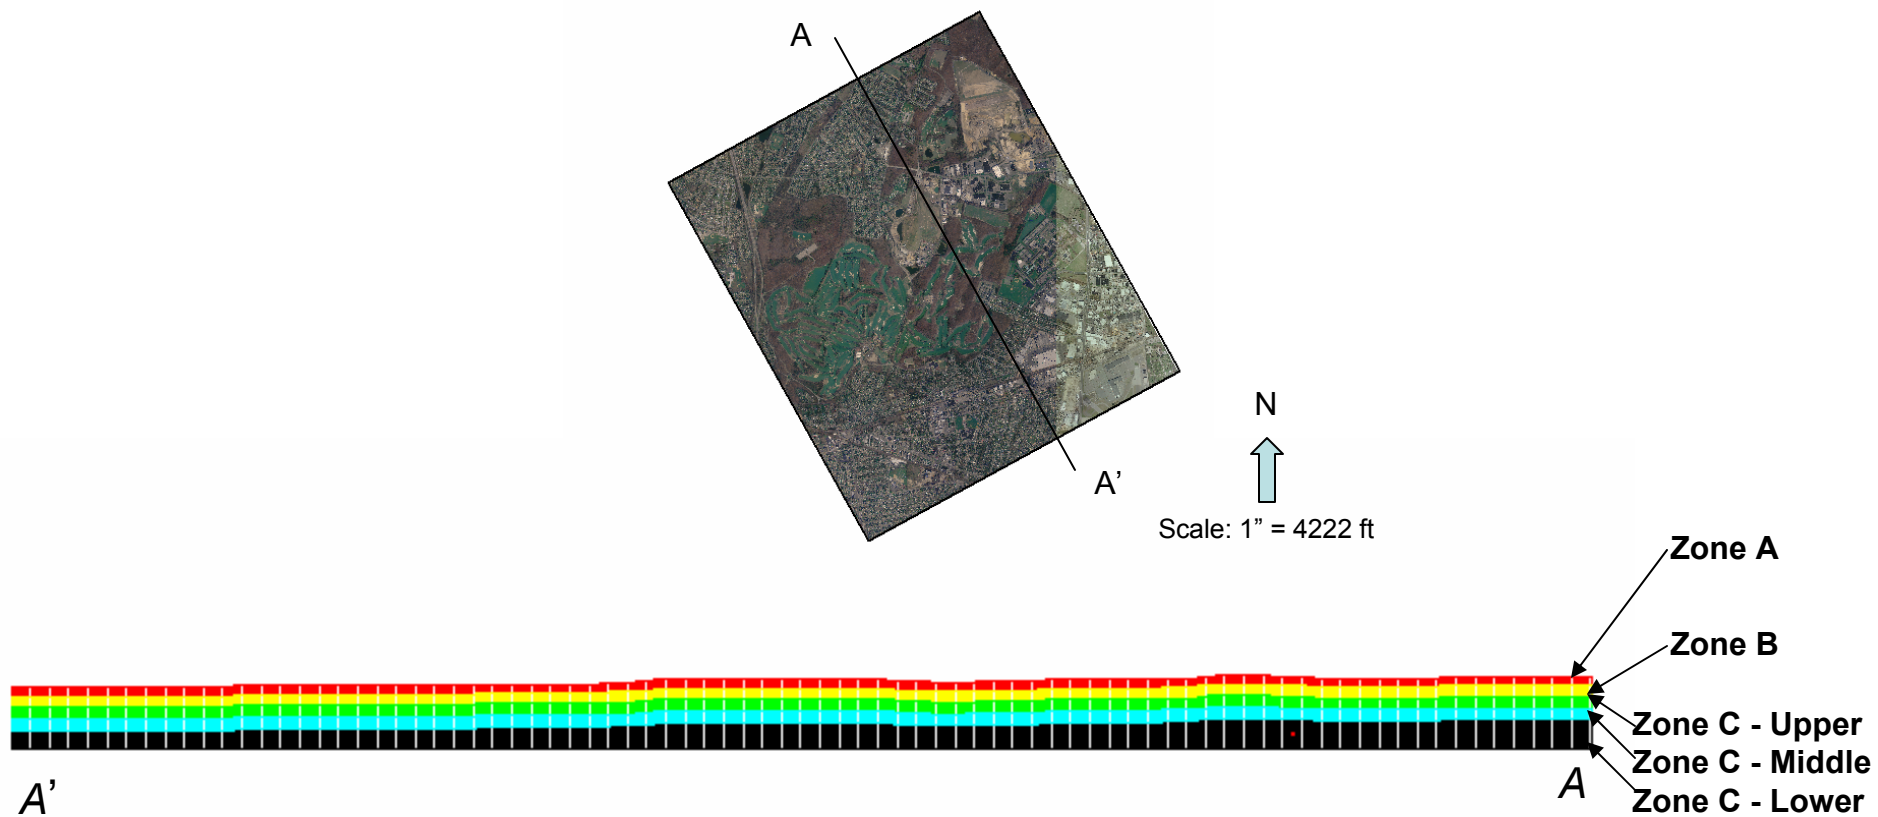 A
A’
N
Scale: 1” = 4222 ft
Zone A
Zone B
Zone C - Upper
Zone C - Middle
Zone C - Lower
A’
A